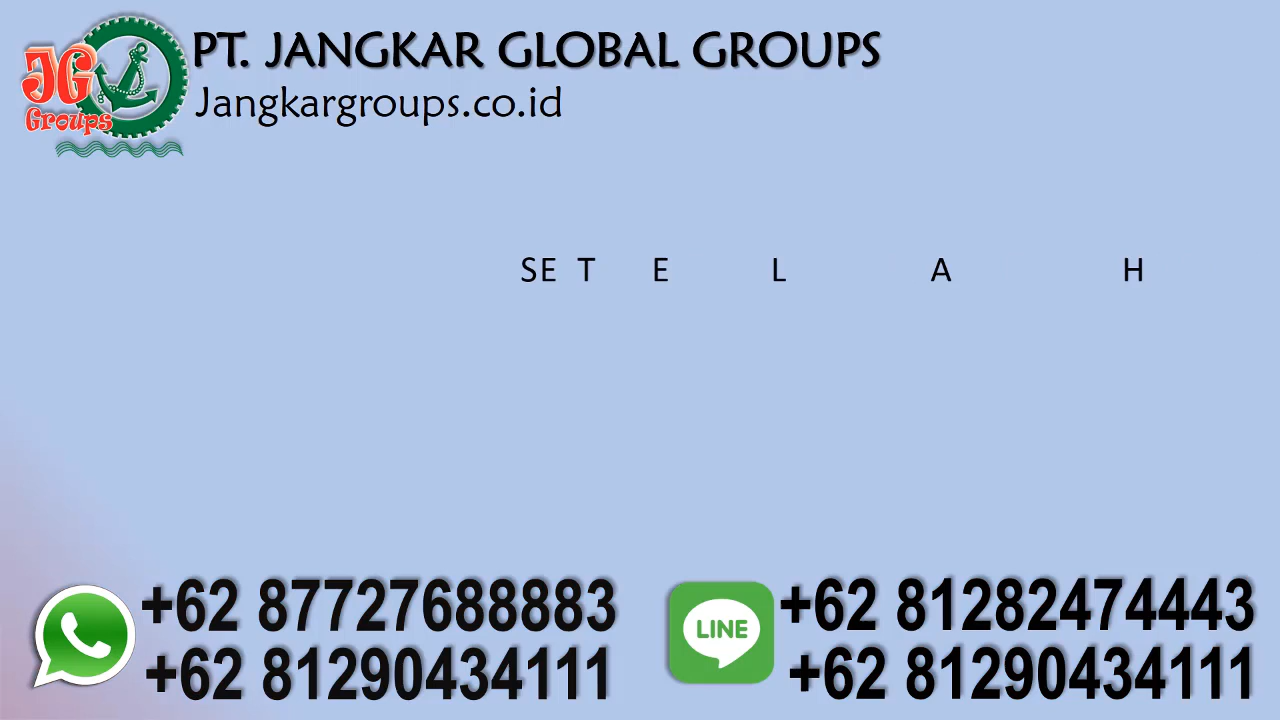 JG
Groups
PT. JANGKAR GLOBAL GROUPS
Jangkargroups.co.id
SE T E L A H
+62 87727688883
+62 81290434111
LINE
+62 81282474443
+62 81290434111